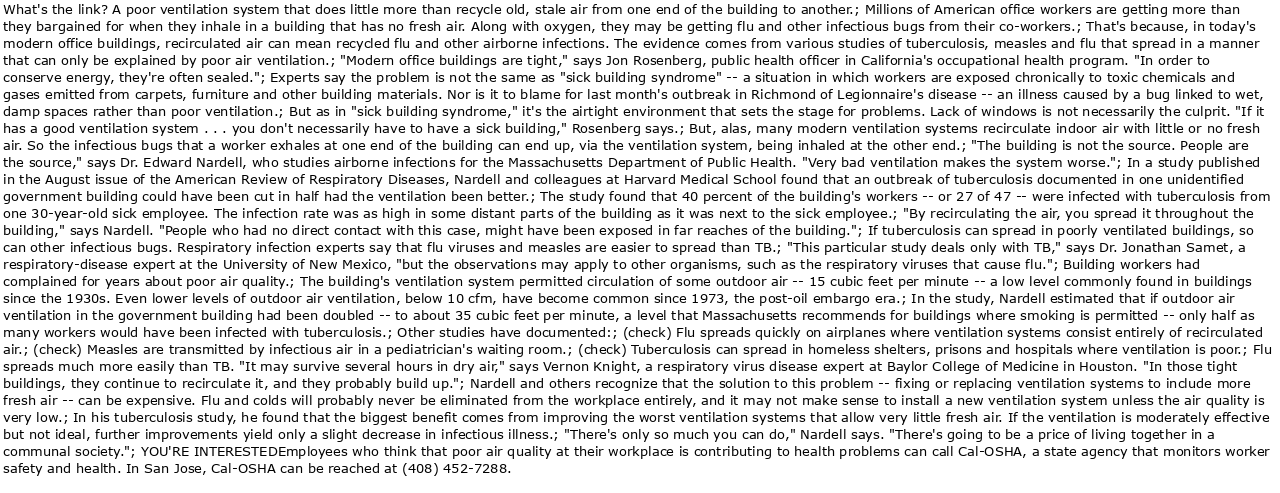 What's the link? A poor ventilation system that does little more than recycle old, stale air from one end of the building to another.; Millions of American office workers are getting more than
they bargained for when they inhale in a building that has no fresh air. Along with oxygen, they may be getting flu and other infectious bugs from their co-workers.; That's because, in today's
modern office buildings, recirculated air can mean recycled flu and other airborne infections. The evidence comes from various studies of tuberculosis, measles and flu that spread in a manner
that can only be explained by poor air ventilation.; "Modern office buildings are tight," says Jon Rosenberg, public health officer in California's occupational health program. "In order to
conserve energy, they're often sealed."; Experts say the problem is not the same as "sick building syndrome" -- a situation in which workers are exposed chronically to toxic chemicals and
gases emitted from carpets, furniture and other building materials. Nor is it to blame for last month's outbreak in Richmond of Legionnaire's disease -- an illness caused by a bug linked to wet,
damp spaces rather than poor ventilation.; But as in "sick building syndrome," it's the airtight environment that sets the stage for problems. Lack of windows is not necessarily the culprit. "If it
has a good ventilation system . . . you don't necessarily have to have a sick building," Rosenberg says.; But, alas, many modern ventilation systems recirculate indoor air with little or no fresh
air. So the infectious bugs that a worker exhales at one end of the building can end up, via the ventilation system, being inhaled at the other end.; "The building is not the source. People are
the source," says Dr. Edward Nardell, who studies airborne infections for the Massachusetts Department of Public Health. "Very bad ventilation makes the system worse."; In a study published
in the August issue of the American Review of Respiratory Diseases, Nardell and colleagues at Harvard Medical School found that an outbreak of tuberculosis documented in one unidentified
government building could have been cut in half had the ventilation been better.; The study found that 40 percent of the building's workers -- or 27 of 47 -- were infected with tuberculosis from
one 30-year-old sick employee. The infection rate was as high in some distant parts of the building as it was next to the sick employee.; "By recirculating the air, you spread it throughout the
building," says Nardell. "People who had no direct contact with this case, might have been exposed in far reaches of the building."; If tuberculosis can spread in poorly ventilated buildings, so
can other infectious bugs. Respiratory infection experts say that flu viruses and measles are easier to spread than TB.; "This particular study deals only with TB," says Dr. Jonathan Samet, a
respiratory-disease expert at the University of New Mexico, "but the observations may apply to other organisms, such as the respiratory viruses that cause flu."; Building workers had
complained for years about poor air quality.; The building's ventilation system permitted circulation of some outdoor air -- 15 cubic feet per minute -- a low level commonly found in buildings
since the 1930s. Even lower levels of outdoor air ventilation, below 10 cfm, have become common since 1973, the post-oil embargo era.; In the study, Nardell estimated that if outdoor air
ventilation in the government building had been doubled -- to about 35 cubic feet per minute, a level that Massachusetts recommends for buildings where smoking is permitted -- only half as
many workers would have been infected with tuberculosis.; Other studies have documented:; (check) Flu spreads quickly on airplanes where ventilation systems consist entirely of recirculated
air.; (check) Measles are transmitted by infectious air in a pediatrician's waiting room.; (check) Tuberculosis can spread in homeless shelters, prisons and hospitals where ventilation is poor.; Flu
spreads much more easily than TB. "It may survive several hours in dry air," says Vernon Knight, a respiratory virus disease expert at Baylor College of Medicine in Houston. "In those tight
buildings, they continue to recirculate it, and they probably build up."; Nardell and others recognize that the solution to this problem -- fixing or replacing ventilation systems to include more
fresh air -- can be expensive. Flu and colds will probably never be eliminated from the workplace entirely, and it may not make sense to install a new ventilation system unless the air quality is
very low.; In his tuberculosis study, he found that the biggest benefit comes from improving the worst ventilation systems that allow very little fresh air. If the ventilation is moderately effective
but not ideal, further improvements yield only a slight decrease in infectious illness.; "There's only so much you can do," Nardell says. "There's going to be a price of living together in a
communal society."; YOU'RE INTERESTEDEmployees who think that poor air quality at their workplace is contributing to health problems can call Cal-OSHA, a state agency that monitors worker
safety and health. In San Jose, Cal-OSHA can be reached at (408) 452-7288.